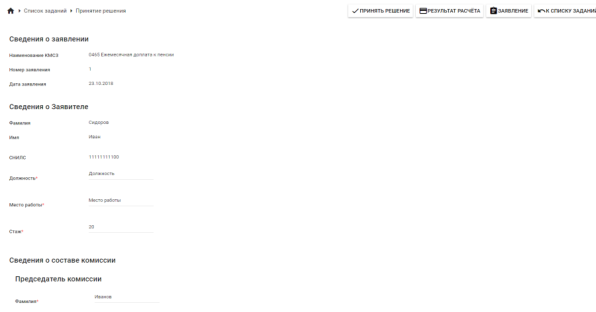 Список заданий Принятие решения
ПРИНЯТЬ РЕШЕНИЕ РЕЗУЛЬТАТ РАСЧЁТА ЗАЯВЛЕНИЕ К СПИСКУ ЗАДАНИЙ
Сведения о заявлении
Наименование КМСЗ 0465 Ежемесячная доплата к пенсии
Номер заявления 1
Дата заявления 23.10.2018
Сведения о Заявителе
Фамилия Сидоров
Имя Иван
СНИЛС 11111111100
Должность* Должность
Место работы* Место работы
Стаж* 20
Сведения о составе комиссии
Председатель комиссии
Фамилия* Иванов